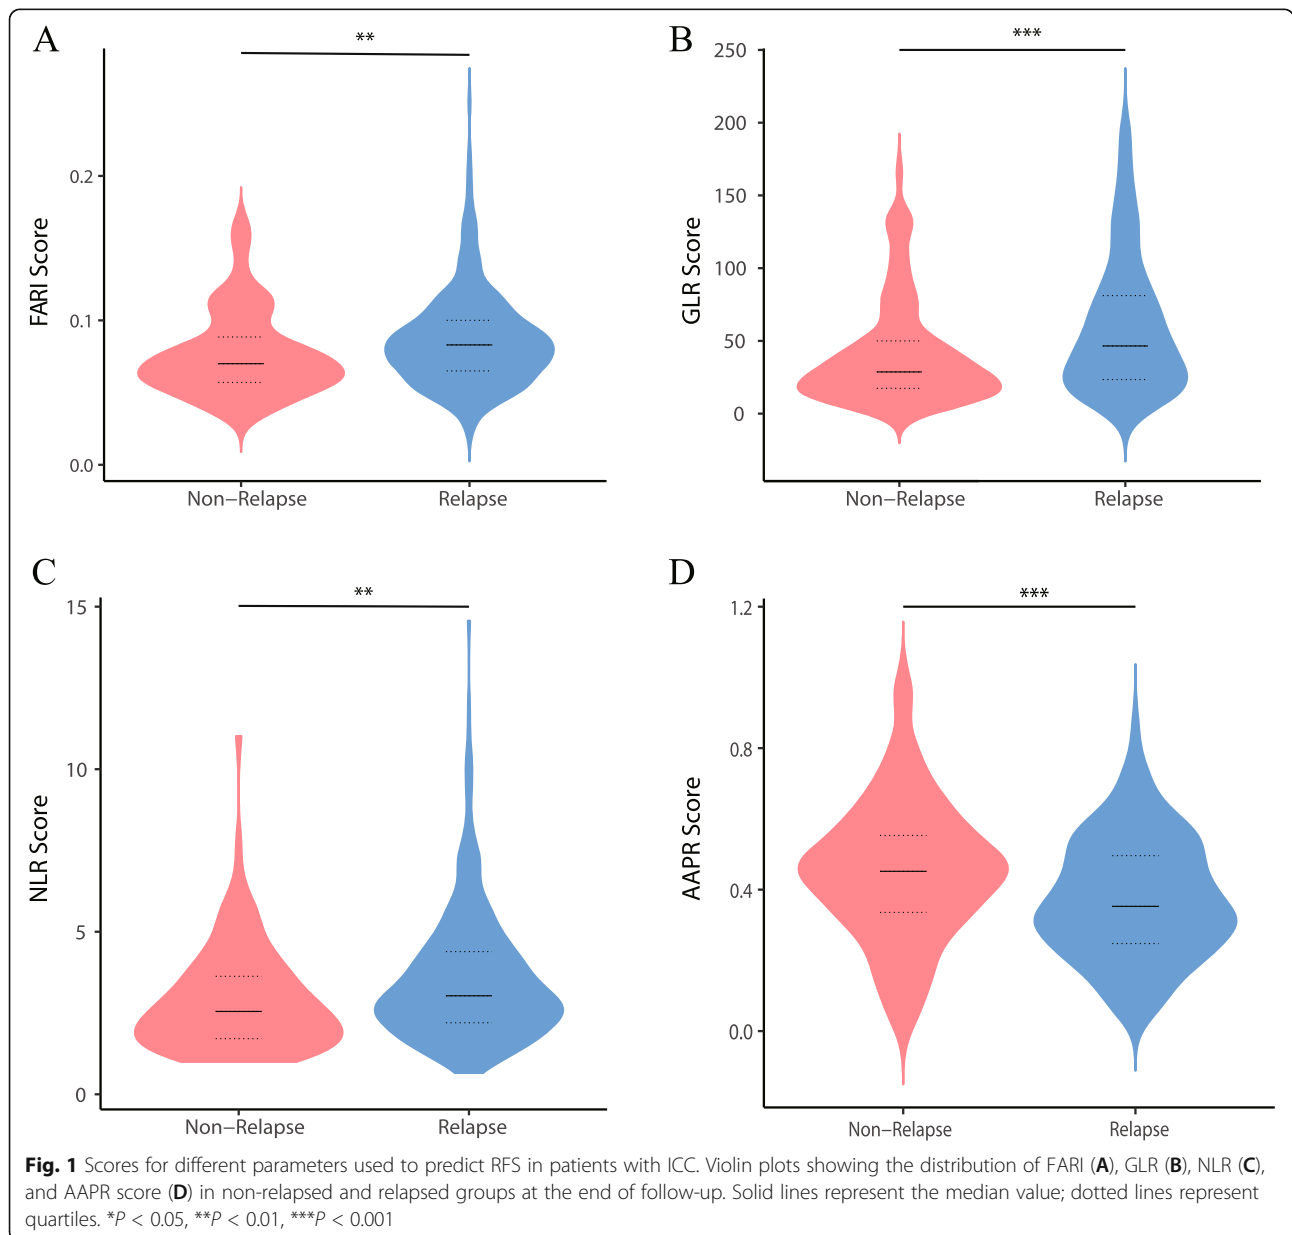 A
**
FARI Score
0.2
0.1
0.0
Non−Relapse
Relapse
B
***
GLR Score
250
200
150
100
50
0
Non−Relapse
Relapse
C
**
NLR Score
15
10
5
0
Non−Relapse
Relapse
D
***
AAPR Score
1.2
0.8
0.4
0.0
Non−Relapse
Relapse
Fig. 1 Scores for different parameters used to predict RFS in patients with ICC. Violin plots showing the distribution of FARI (A), GLR (B), NLR (C),
and AAPR score (D) in non-relapsed and relapsed groups at the end of follow-up. Solid lines represent the median value; dotted lines represent
quartiles. *P < 0.05, **P < 0.01, ***P < 0.001